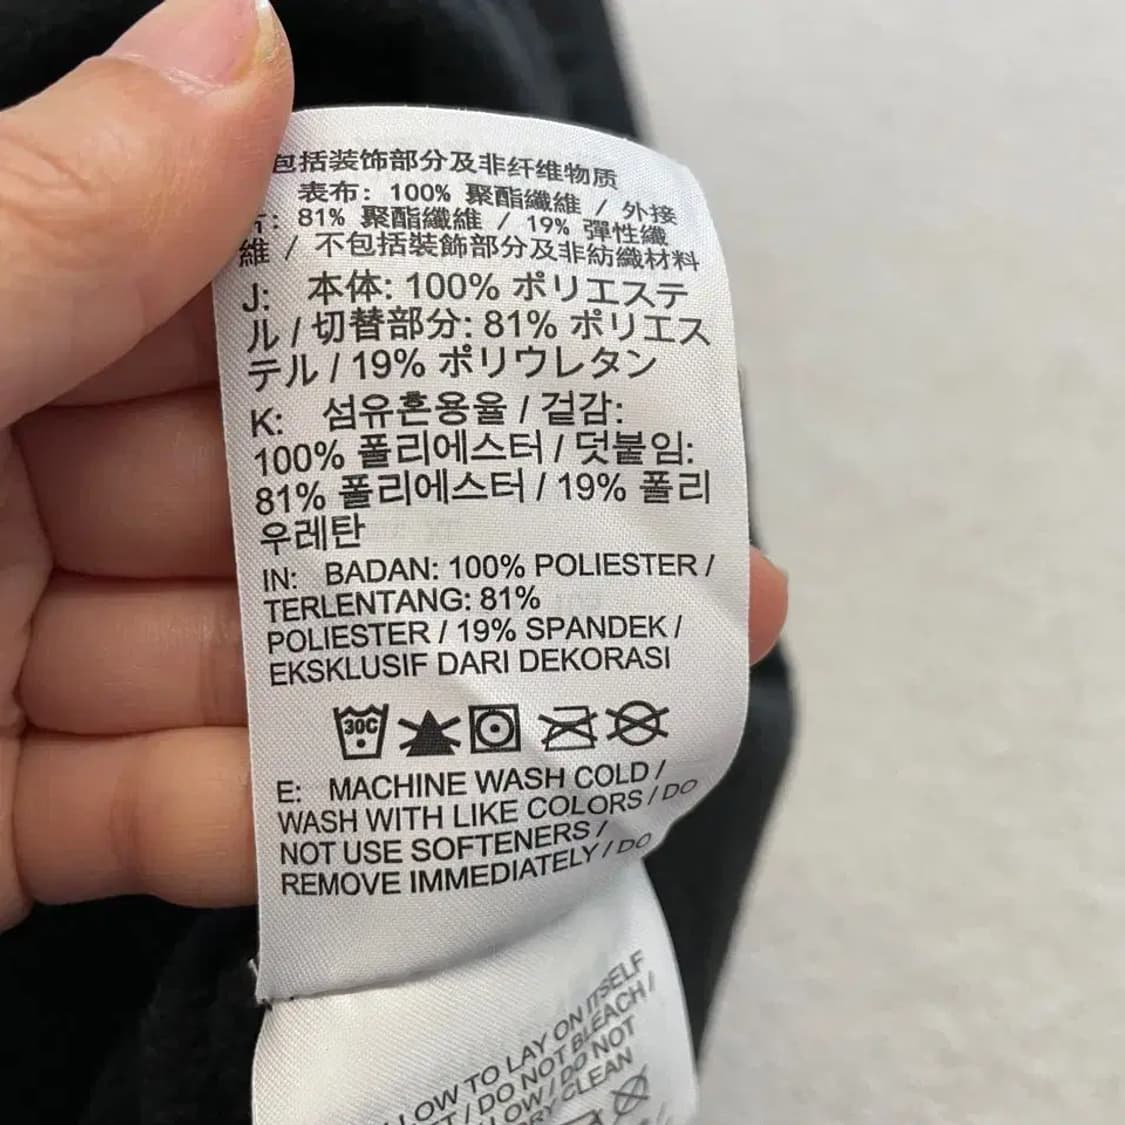 包括装饰部分及非纤维物质
表布: 100% 聚酯纖維 / 外接
片: 81% 聚酯纖維 / 19% 彈性纖
維 / 不包括裝飾部分及非紡織材料
J: 本体: 100% ポリエステ
ル / 切替部分: 81% ポリエス
テル / 19% ポリウレタン
K: 섬유혼용율 / 겉감:
100% 폴리에스터 / 덧붙임:
81% 폴리에스터 / 19% 폴리
우레탄
IN: BADAN: 100% POLIESTER /
TERLENTANG: 81%
POLIESTER / 19% SPANDEK /
EKSKLUSIF DARI DEKORASI
30C
E: MACHINE WASH COLD /
WASH WITH LIKE COLORS / DO
NOT USE SOFTENERS /
REMOVE IMMEDIATELY / DO
LOW TO LAY ON ITSELF
/ DO NOT BLEACH /
LOW / DO NOT
CLEAN